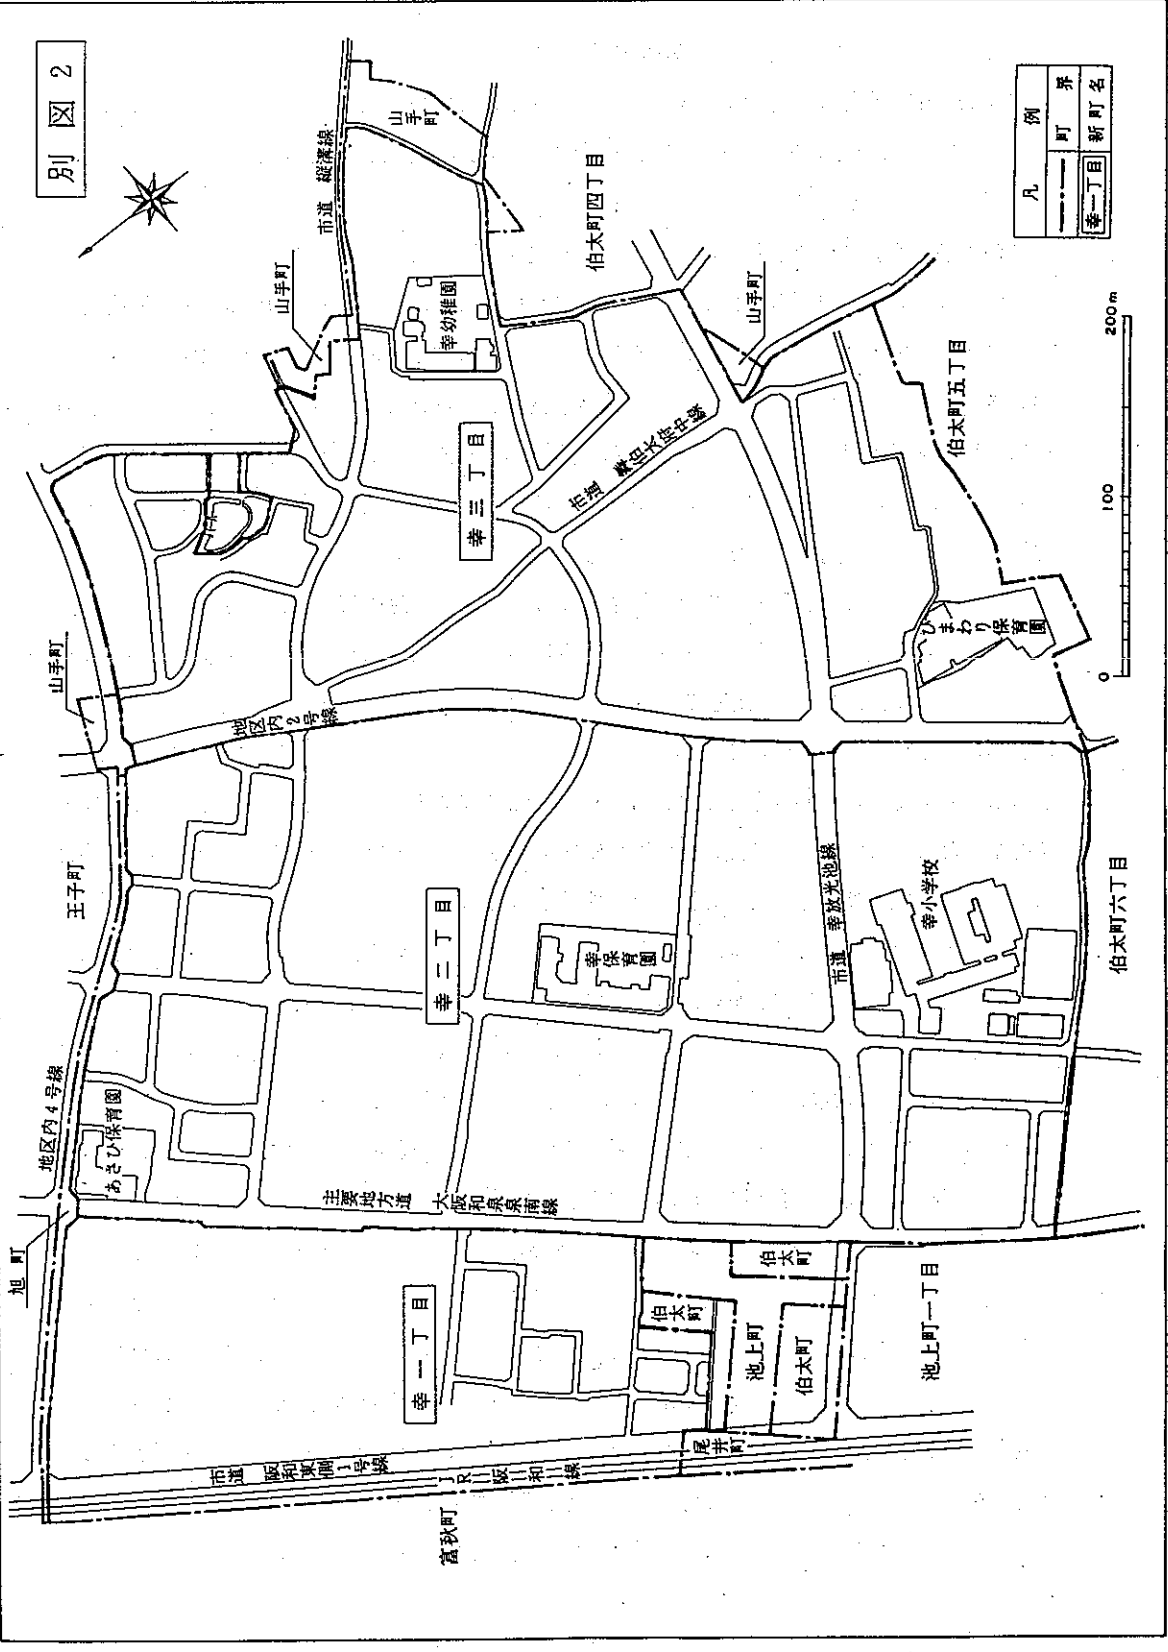 別図 2
凡例
町界
幸一丁目 新町名
市道 縦溝線
山手町
伯太町四丁目
山手町
幸幼稚園
山手町
伯太町五丁目
幸三丁目
市道 幸伯太府中線
200m
100
0
ひまわり保育園
山手町
地区内2号線
王子町
幸二丁目
幸保育園
市道 幸放光池線
幸小学校
伯太町六丁目
地区内4号線
あさひ保育園
主要地方道 大阪和泉泉南線
旭町
幸一丁目
伯太町
伯太町
池上町
伯太町
池上町一丁目
尾井町
市道 阪和東側1号線
JR阪和線
富秋町